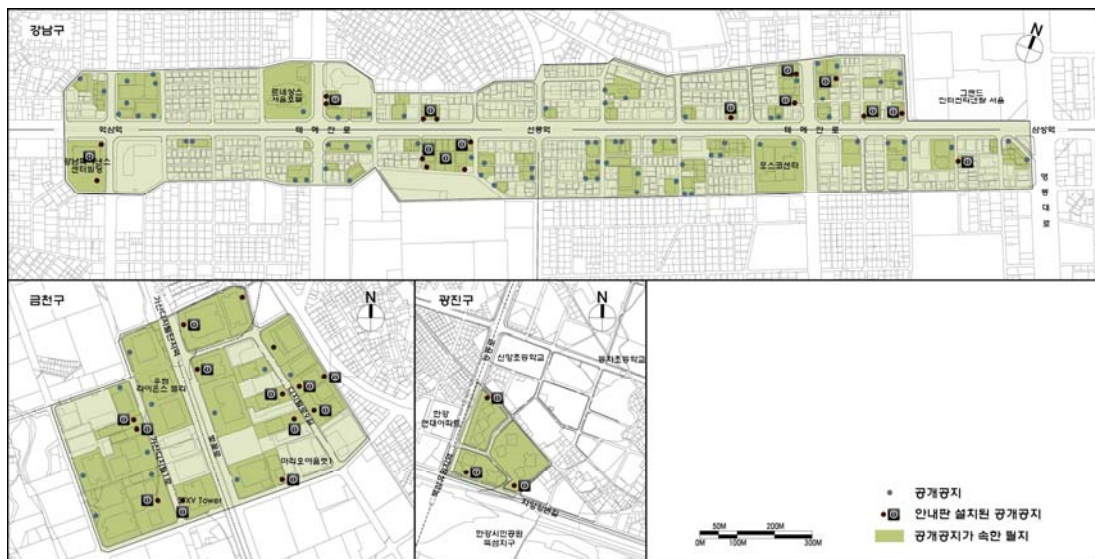 강남구
N
르네상스
서울호텔
그랜드
인터컨티넨탈 서울
역삼역
테헤란로
선릉역
테헤란로
삼성역
강남파이낸스
센터빌딩
포스코센터
영동대로
금천구
N
가산디지털단지역
우림
라이온스 밸리
디지털로9길
가산디지털1로
벚꽃로
마리오아울렛1
STXV Tower
광진구
N
신양초등학교
동자초등학교
한강
현대아파트
자양강변길
한강시민공원
뚝섬지구
공개공지
안내판 설치된 공개공지
공개공지가 속한 필지
50M 200M
0M 100M 300M